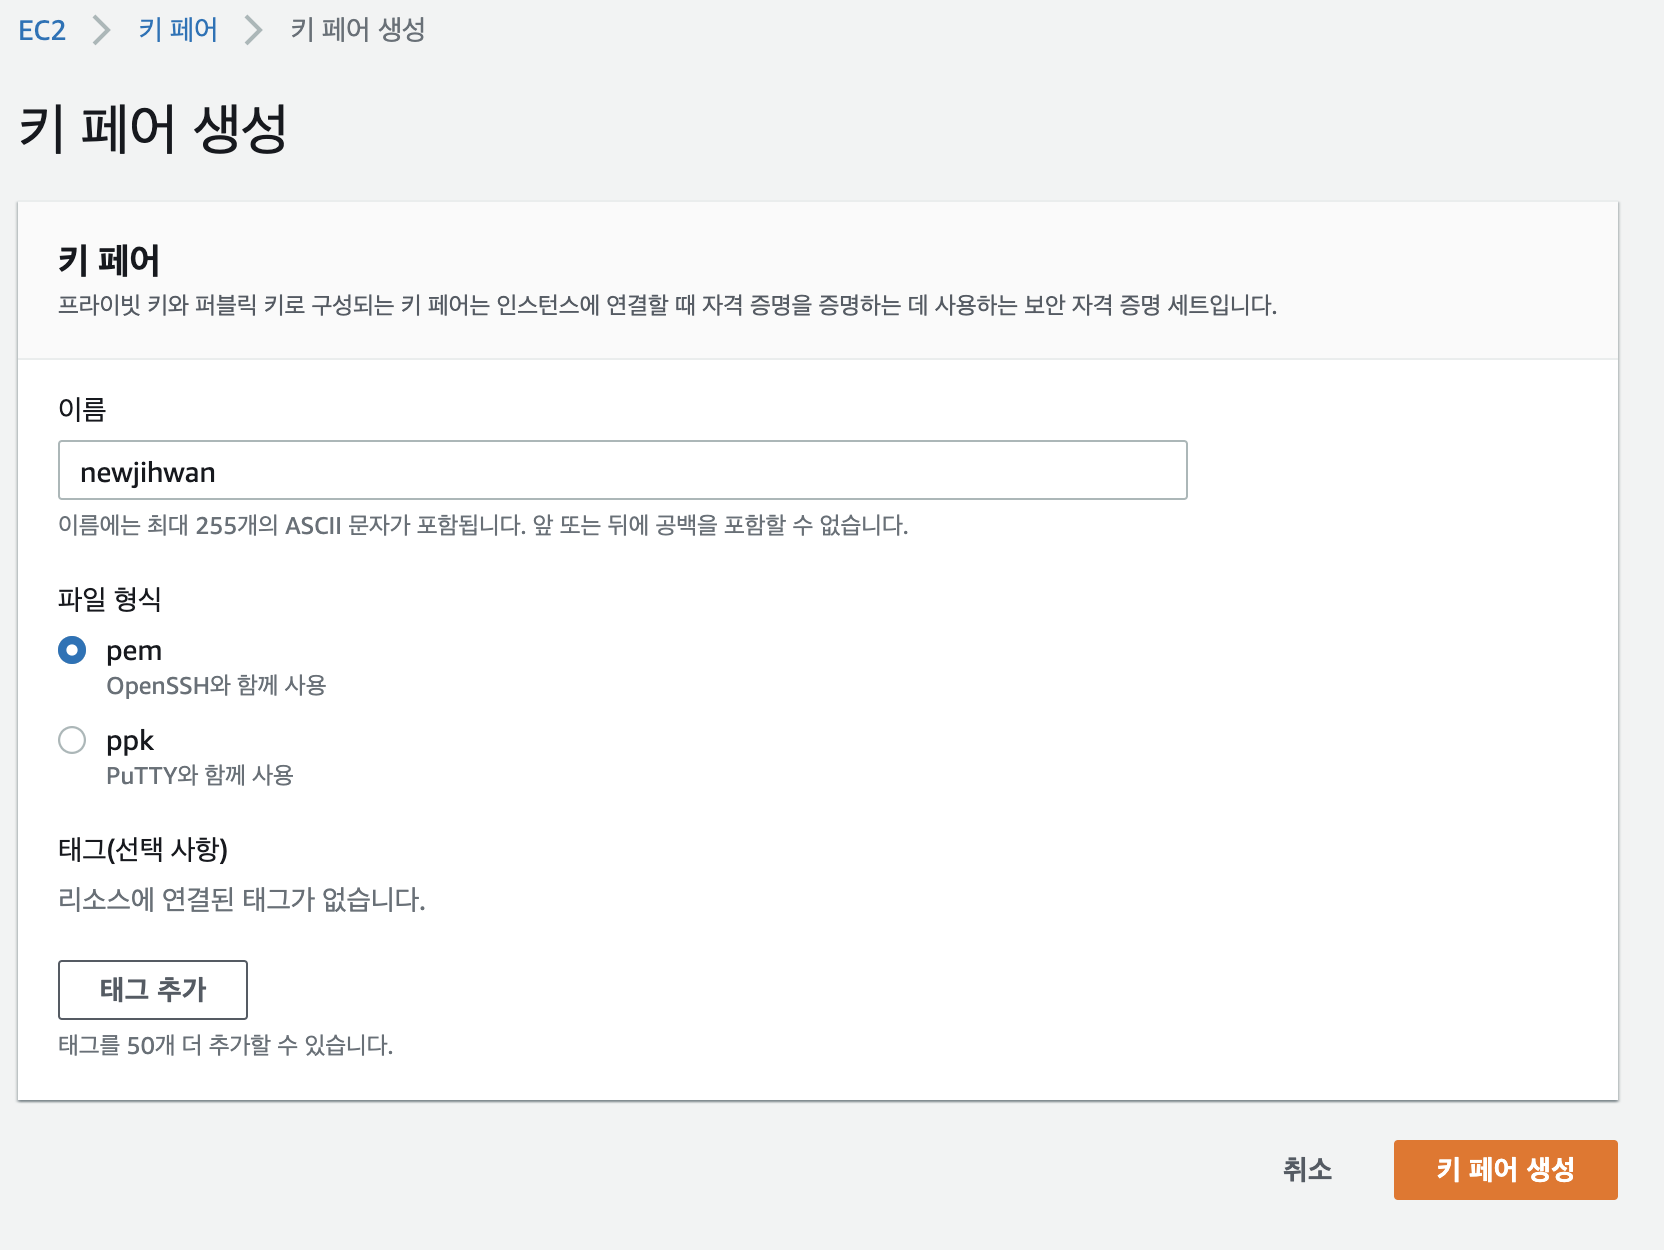 EC2 > 키 페어 > 키 페어 생성
키 페어 생성
키 페어
프라이빗 키와 퍼블릭 키로 구성되는 키 페어는 인스턴스에 연결할 때 자격 증명을 증명하는 데 사용하는 보안 자격 증명 세트입니다.
이름
newjihwan
이름에는 최대 255개의 ASCII 문자가 포함됩니다. 앞 또는 뒤에 공백을 포함할 수 없습니다.
파일 형식
pem
OpenSSH와 함께 사용
ppk
PuTTY와 함께 사용
태그(선택 사항)
리소스에 연결된 태그가 없습니다.
태그 추가
태그를 50개 더 추가할 수 있습니다.
취소 키 페어 생성